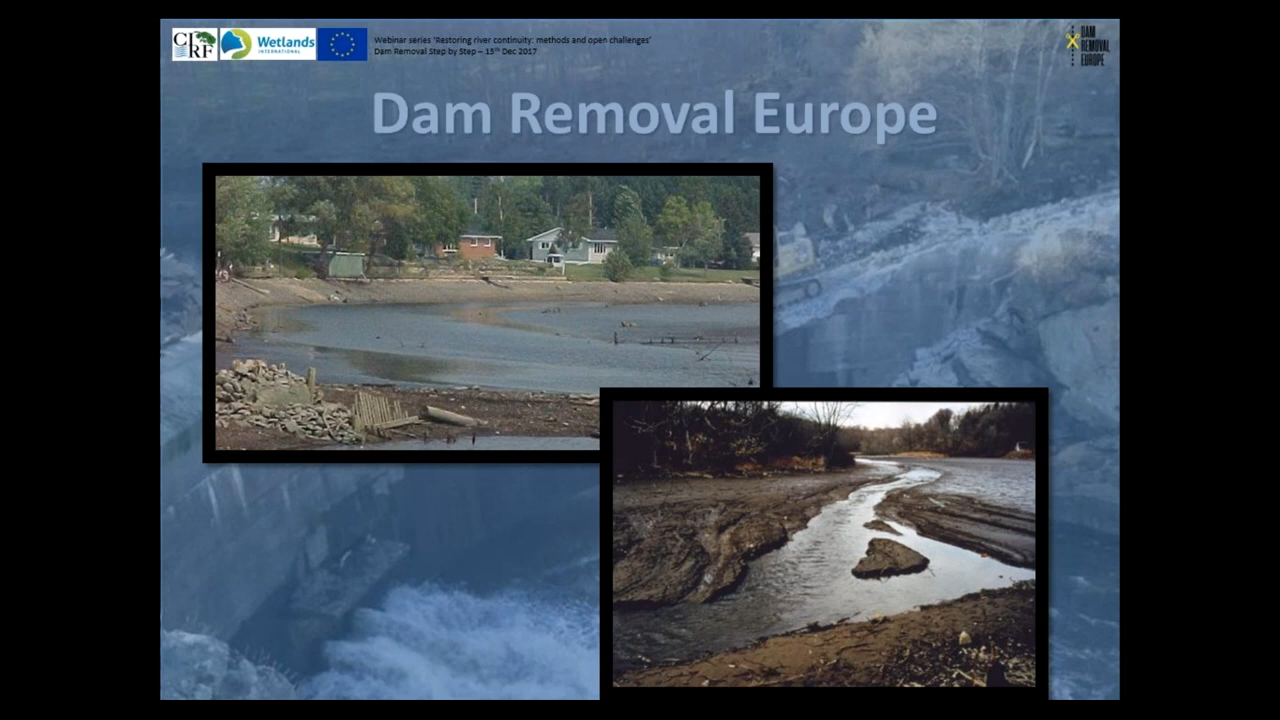 CIRF
Wetlands
INTERNATIONAL
Webinar series 'Restoring river continuity: methods and open challenges'
Dam Removal Step by Step – 15th Dec 2017
DAM
REMOVAL
EUROPE
Dam Removal Europe